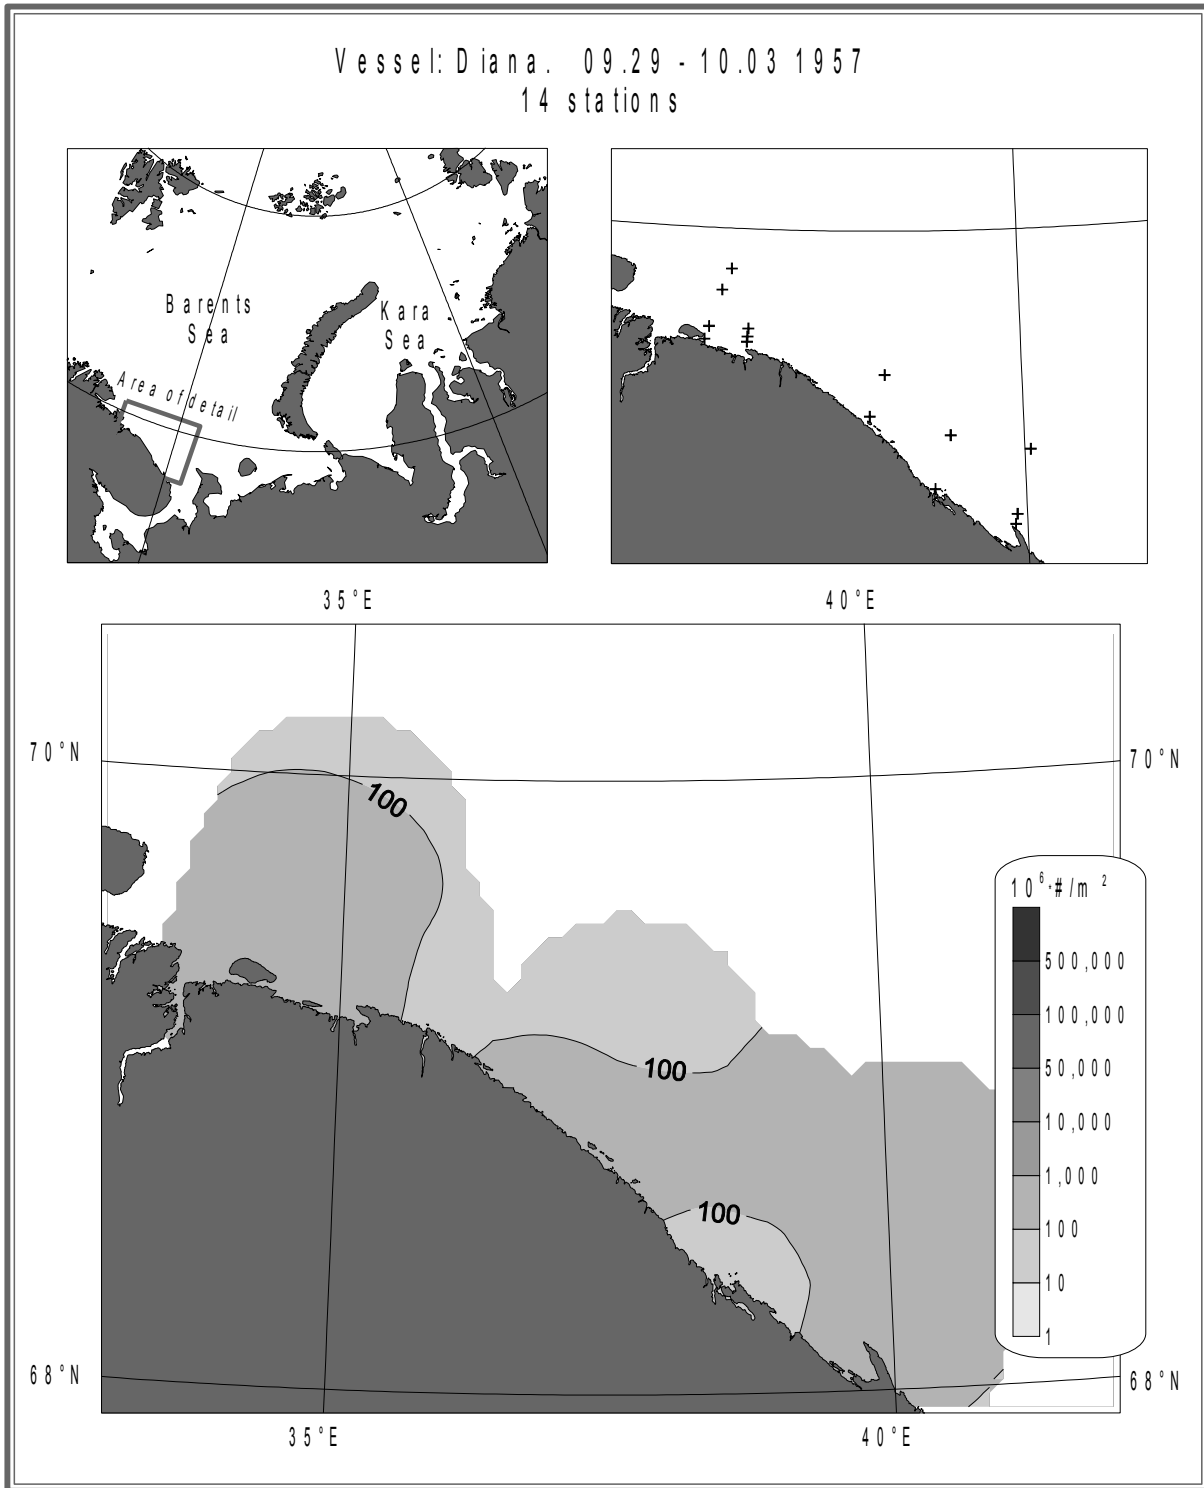 Vessel: Diana. 09.29 - 10.03 1957
14 stations
Barents
Sea
Kara
Sea
Area of detail
35°E
40°E
70°N
70°N
100
10⁶·#/m²
500,000
100,000
50,000
10,000
1,000
100
10
1
100
100
68°N
68°N
35°E
40°E